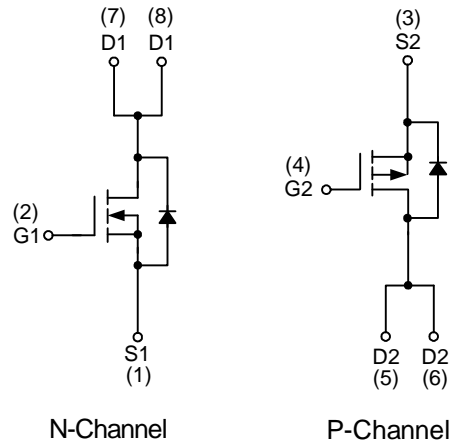 (7) (8)
D1 D1
(2)
G1
S1
(1)
N-Channel
(3)
S2
(4)
G2
D2 D2
(5) (6)
P-Channel